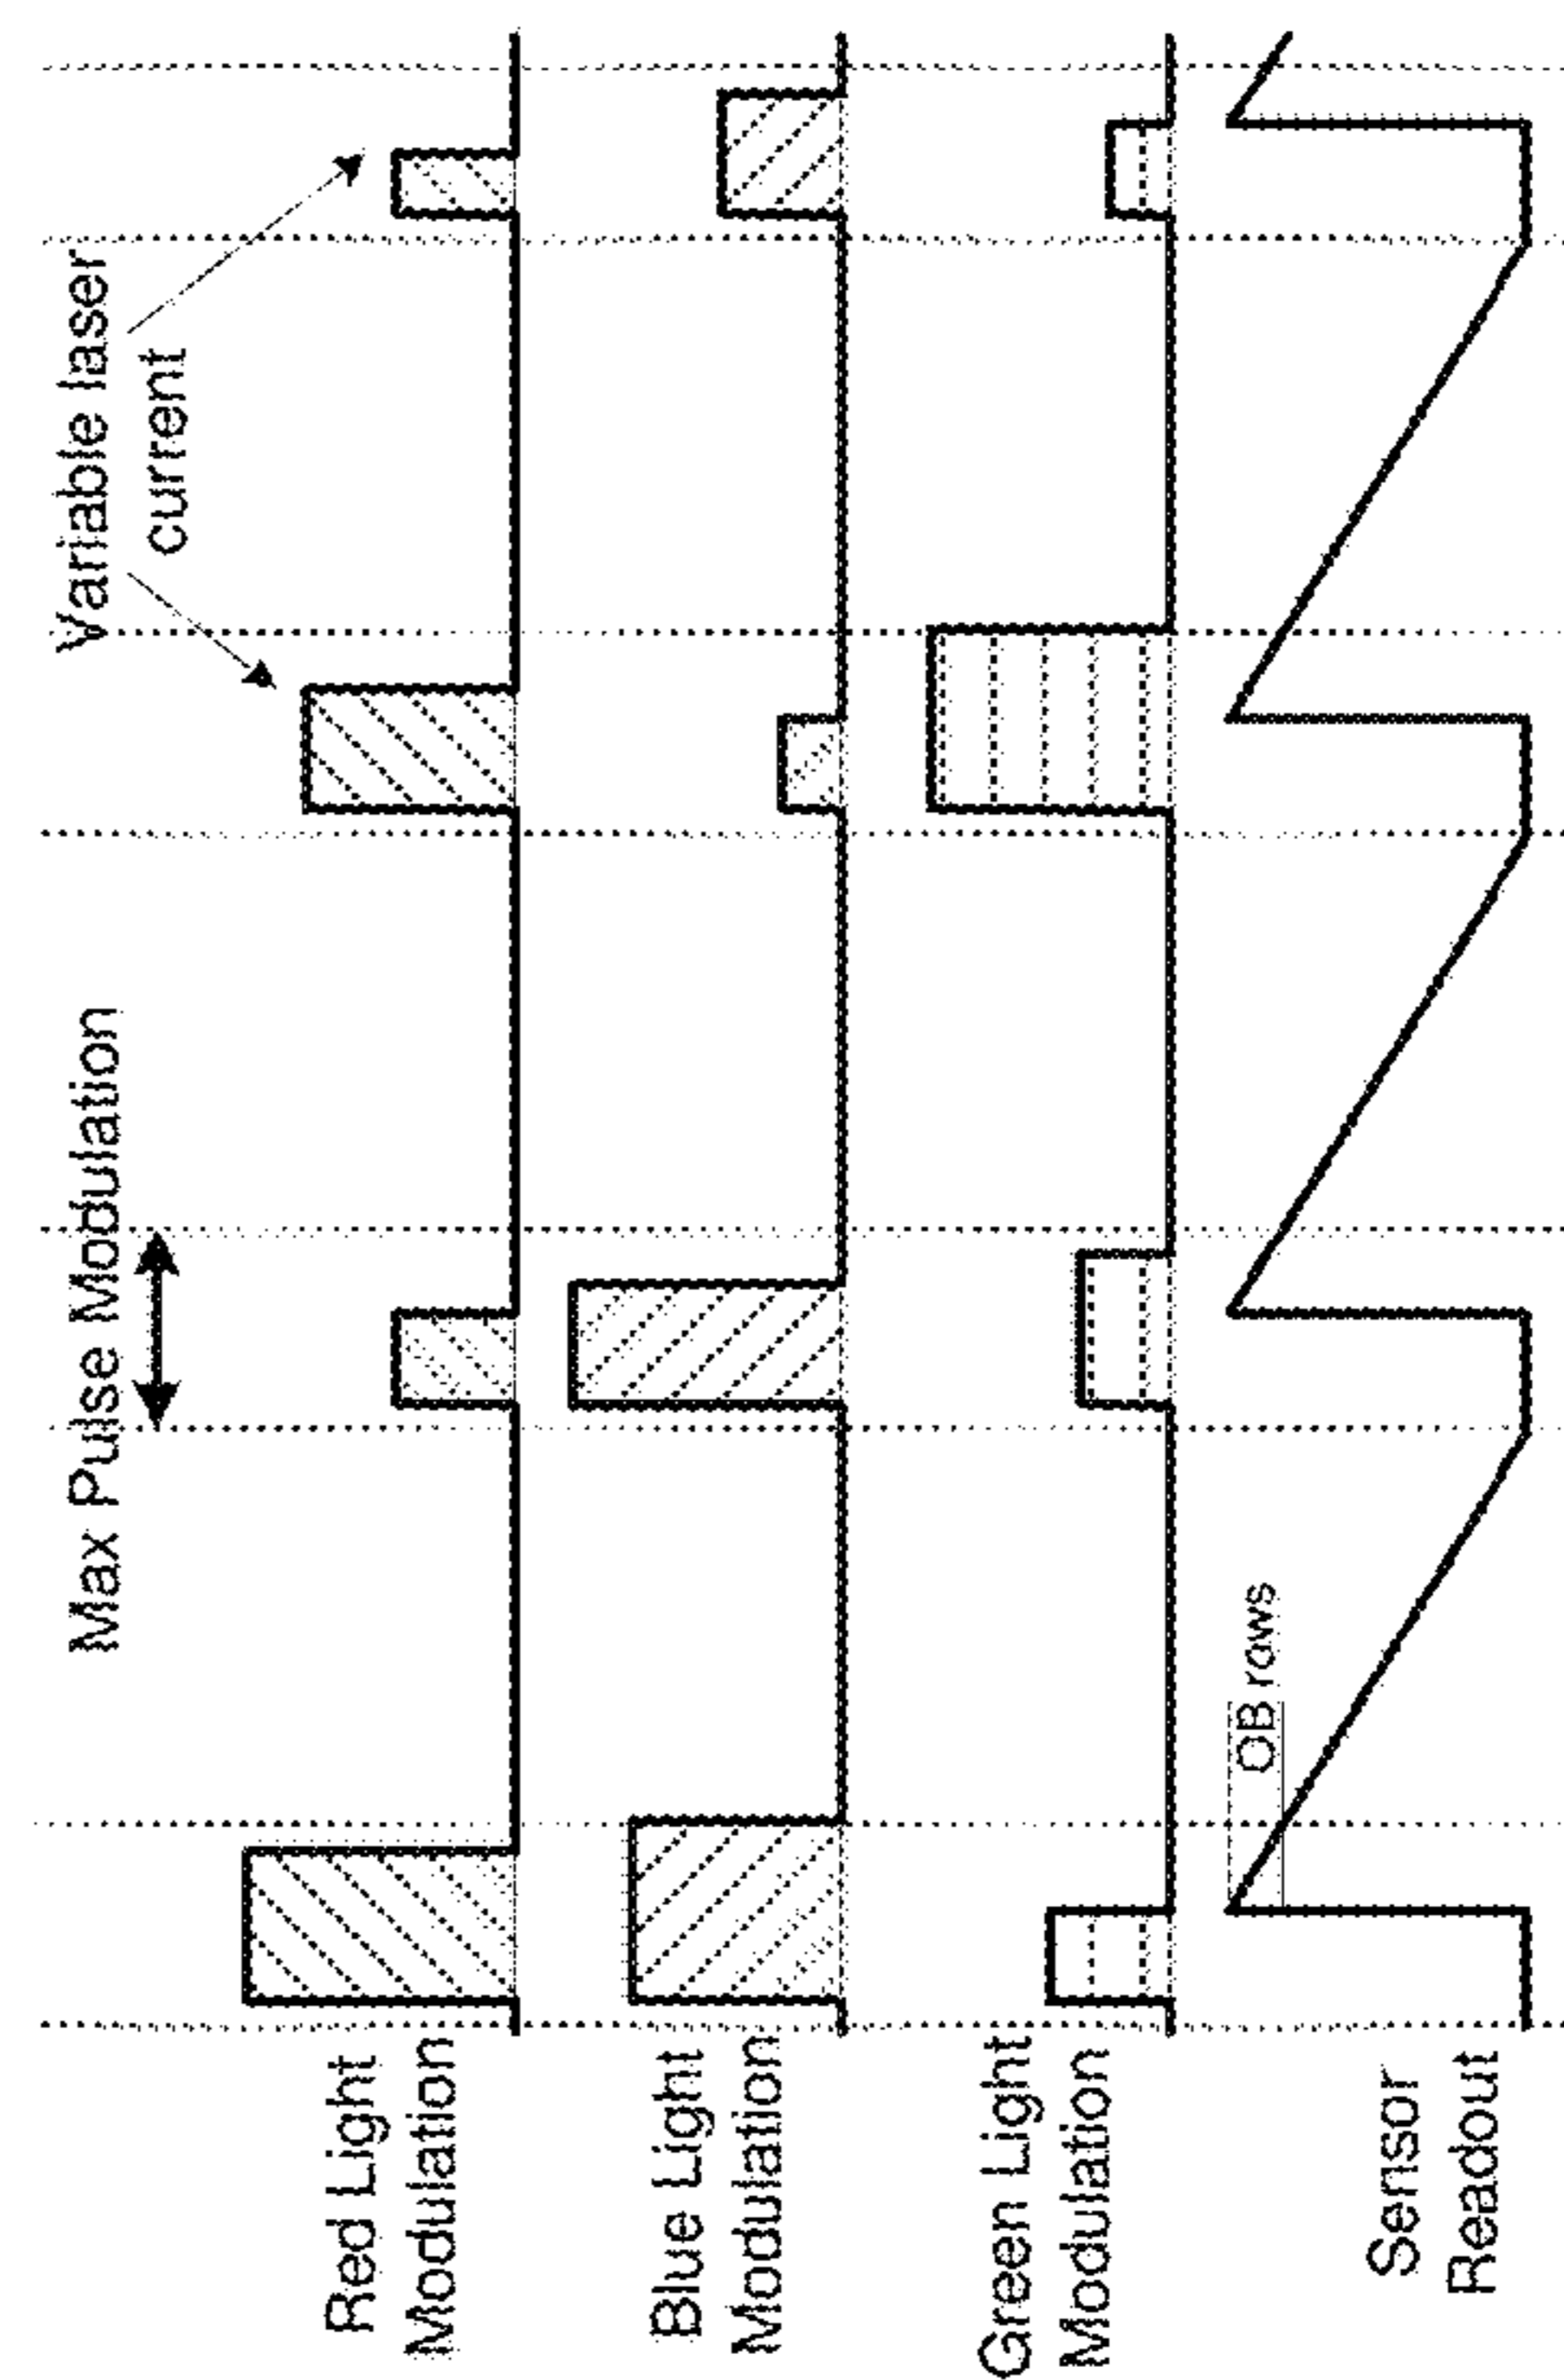 Max Pulse Modulation
Variable laser
current
Red Light
Modulation
Blue Light
Modulation
Green Light
Modulation
OB rows
Sensor
Readout